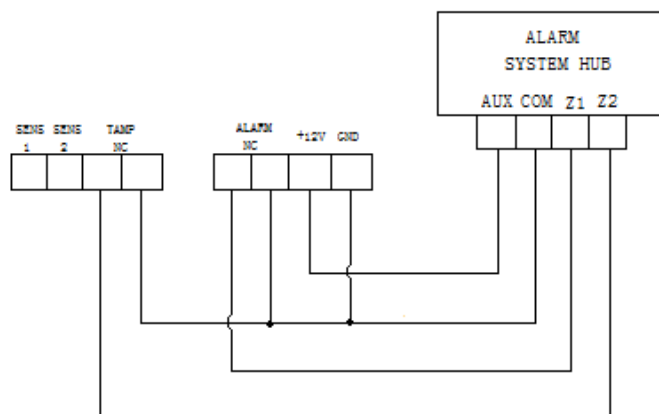 ALARM
SYSTEM HUB
AUX COM Z1 Z2
SENS SENS TAMP
1 2 NC
ALARM +12V GND
NC